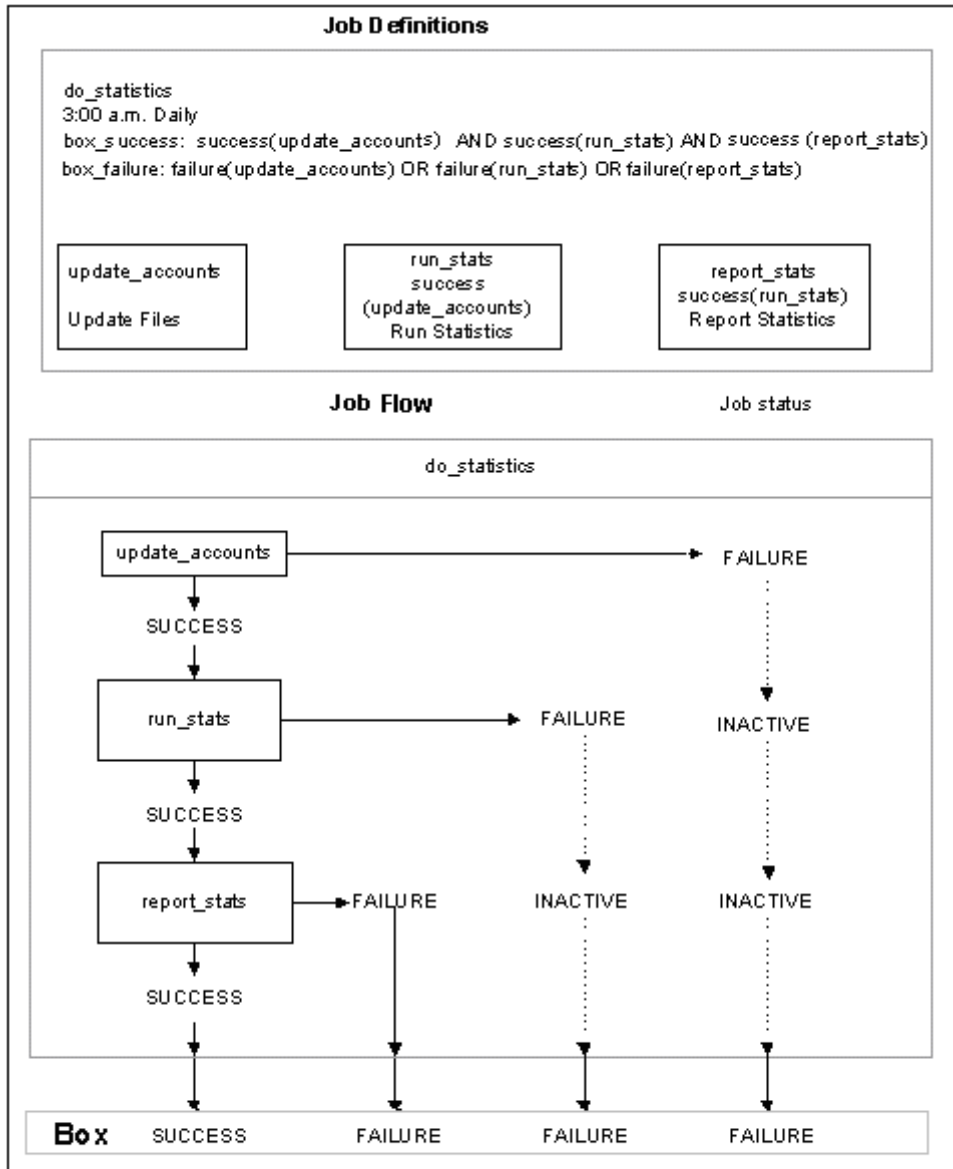 Job Definitions
do_statistics
3:00 a.m. Daily
box_success: success(update_accounts) AND success(run_stats) AND success (report_stats)
box_failure: failure(update_accounts) OR failure(run_stats) OR failure(report_stats)
update_accounts
Update Files
run_stats
success
(update_accounts)
Run Statistics
report_stats
success(run_stats)
Report Statistics
Job Flow
Job status
do_statistics
update_accounts
FAILURE
SUCCESS
run_stats
FAILURE
INACTIVE
SUCCESS
report_stats
FAILURE
INACTIVE
INACTIVE
SUCCESS
Box
SUCCESS
FAILURE
FAILURE
FAILURE